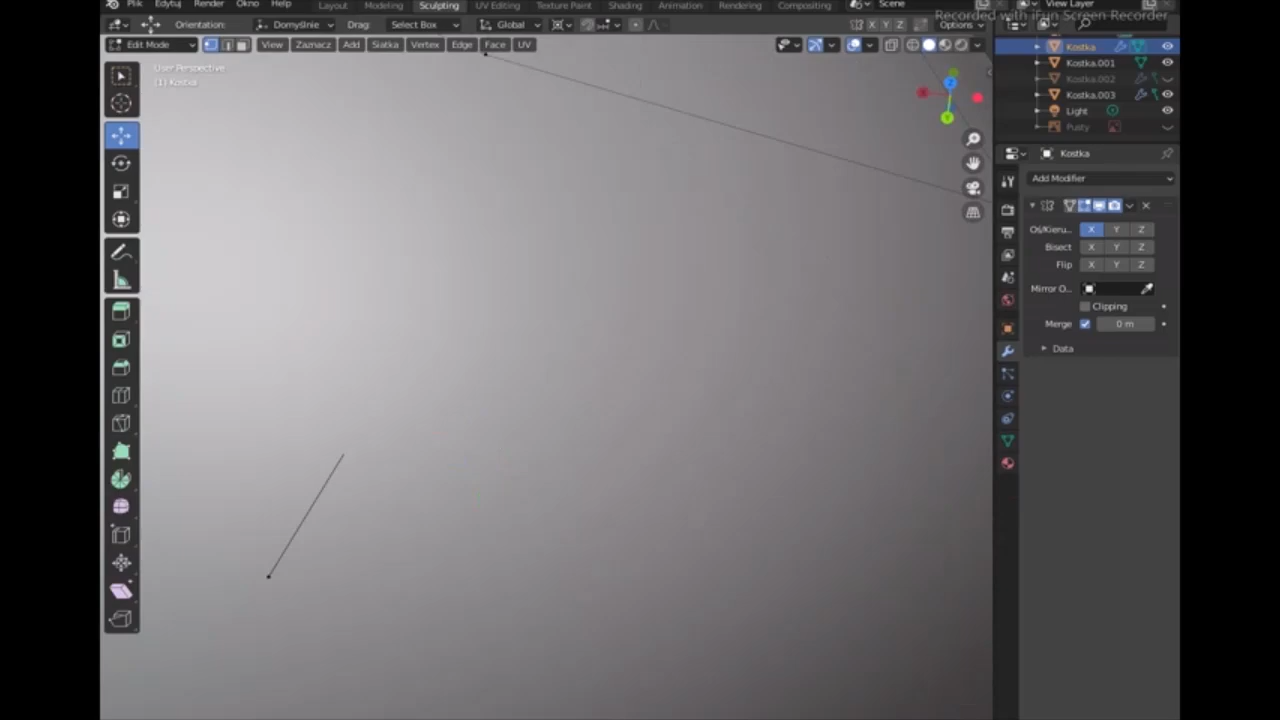 Plik Edytuj Render Okno Help Layout Modeling Sculpting UV Editing Texture Paint Shading Animation Rendering Compositing Scene View Layer
Recorded with iFun Screen Recorder
Orientation: Domyślnie Drag: Select Box Global X Y Z Options
Edit Mode View Zaznacz Add Siatka Vertex Edge Face UV
User Perspective
(1) Kostka
Z
X
Y
Kostka
Kostka.001
Kostka.002
Kostka.003
Light
Pusty
Kostka
Add Modifier
Oś/Kieru... X Y Z
Bisect X Y Z
Flip X Y Z
Mirror O...
Clipping
Merge 0 m
Data